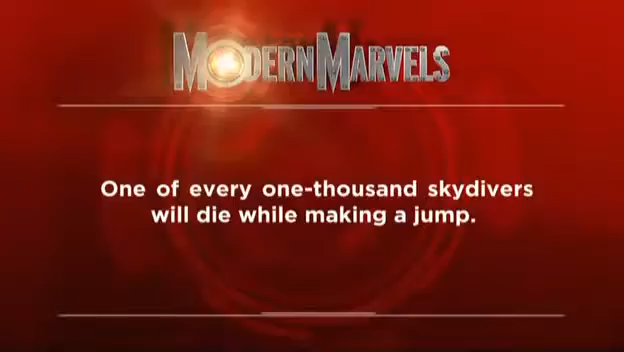 MODERN MARVELS
One of every one-thousand skydivers
will die while making a jump.